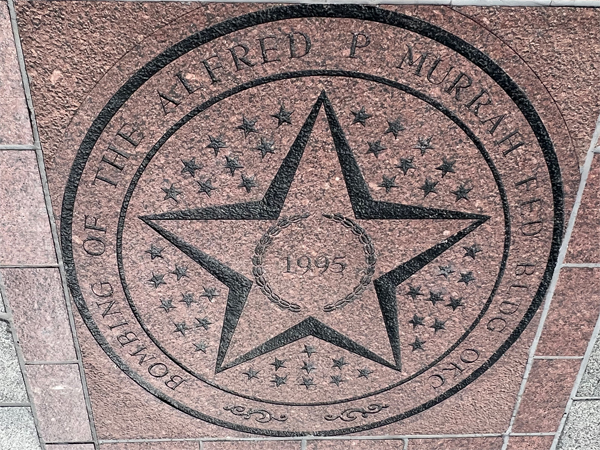 BOMBING OF THE ALFRED P MURRAH FED BLDG OKC
1995